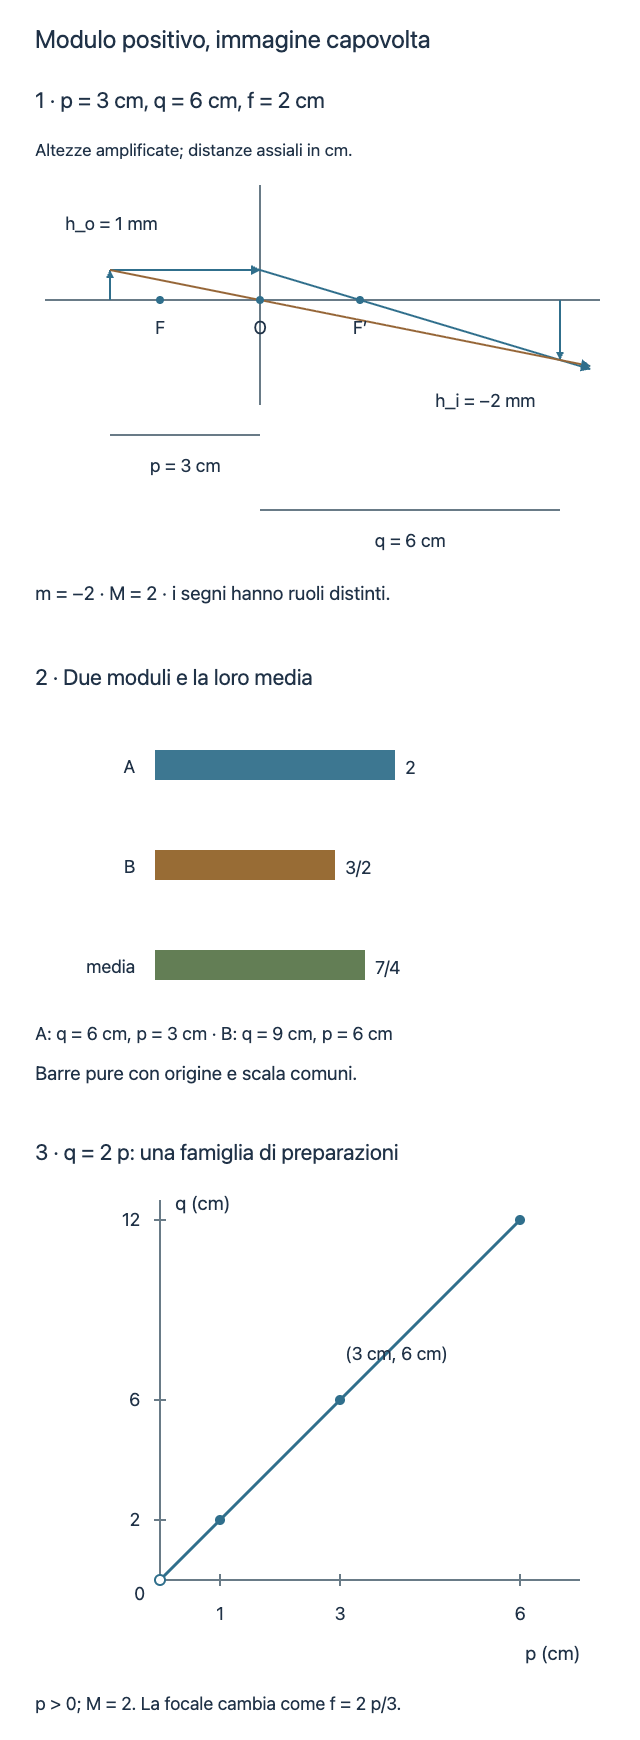 Modulo positivo, immagine capovolta
1 · p = 3 cm, q = 6 cm, f = 2 cm
Altezze amplificate; distanze assiali in cm.
h_o = 1 mm
F
O
F′
h_i = −2 mm
p = 3 cm
q = 6 cm
m = −2 · M = 2 · i segni hanno ruoli distinti.
2 · Due moduli e la loro media
A
2
B
3/2
media
7/4
A: q = 6 cm, p = 3 cm · B: q = 9 cm, p = 6 cm
Barre pure con origine e scala comuni.
3 · q = 2 p: una famiglia di preparazioni
q (cm)
12
(3 cm, 6 cm)
6
2
0
1
3
6
p (cm)
p > 0; M = 2. La focale cambia come f = 2 p/3.